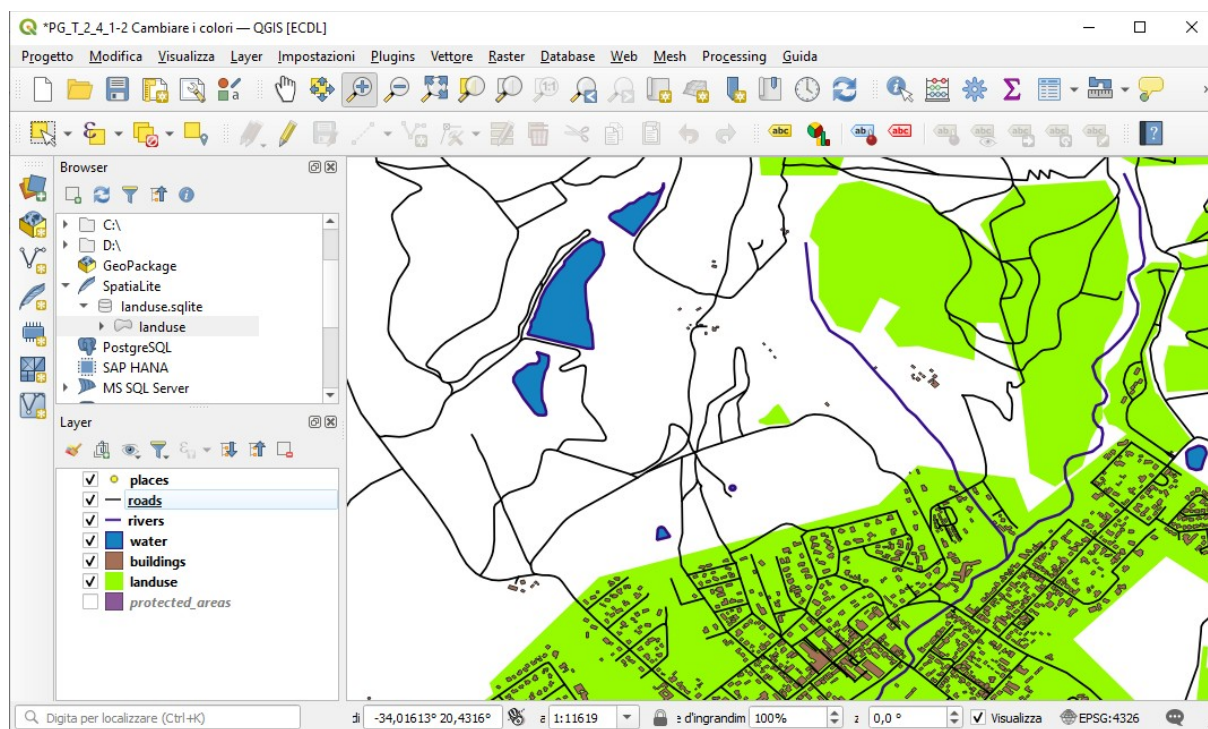 *PG_T_2_4_1-2 Cambiare i colori — QGIS [ECDL]
Progetto Modifica Visualizza Layer Impostazioni Plugins Vettore Raster Database Web Mesh Processing Guida
Browser
C:\
D:\
GeoPackage
SpatiaLite
landuse.sqlite
landuse
PostgreSQL
SAP HANA
MS SQL Server
Layer
places
roads
rivers
water
buildings
landuse
protected_areas
Digita per localizzare (Ctrl+K) di -34,01613° 20,4316° a 1:11619 e d'ingrandim 100% z 0,0 ° Visualizza EPSG:4326